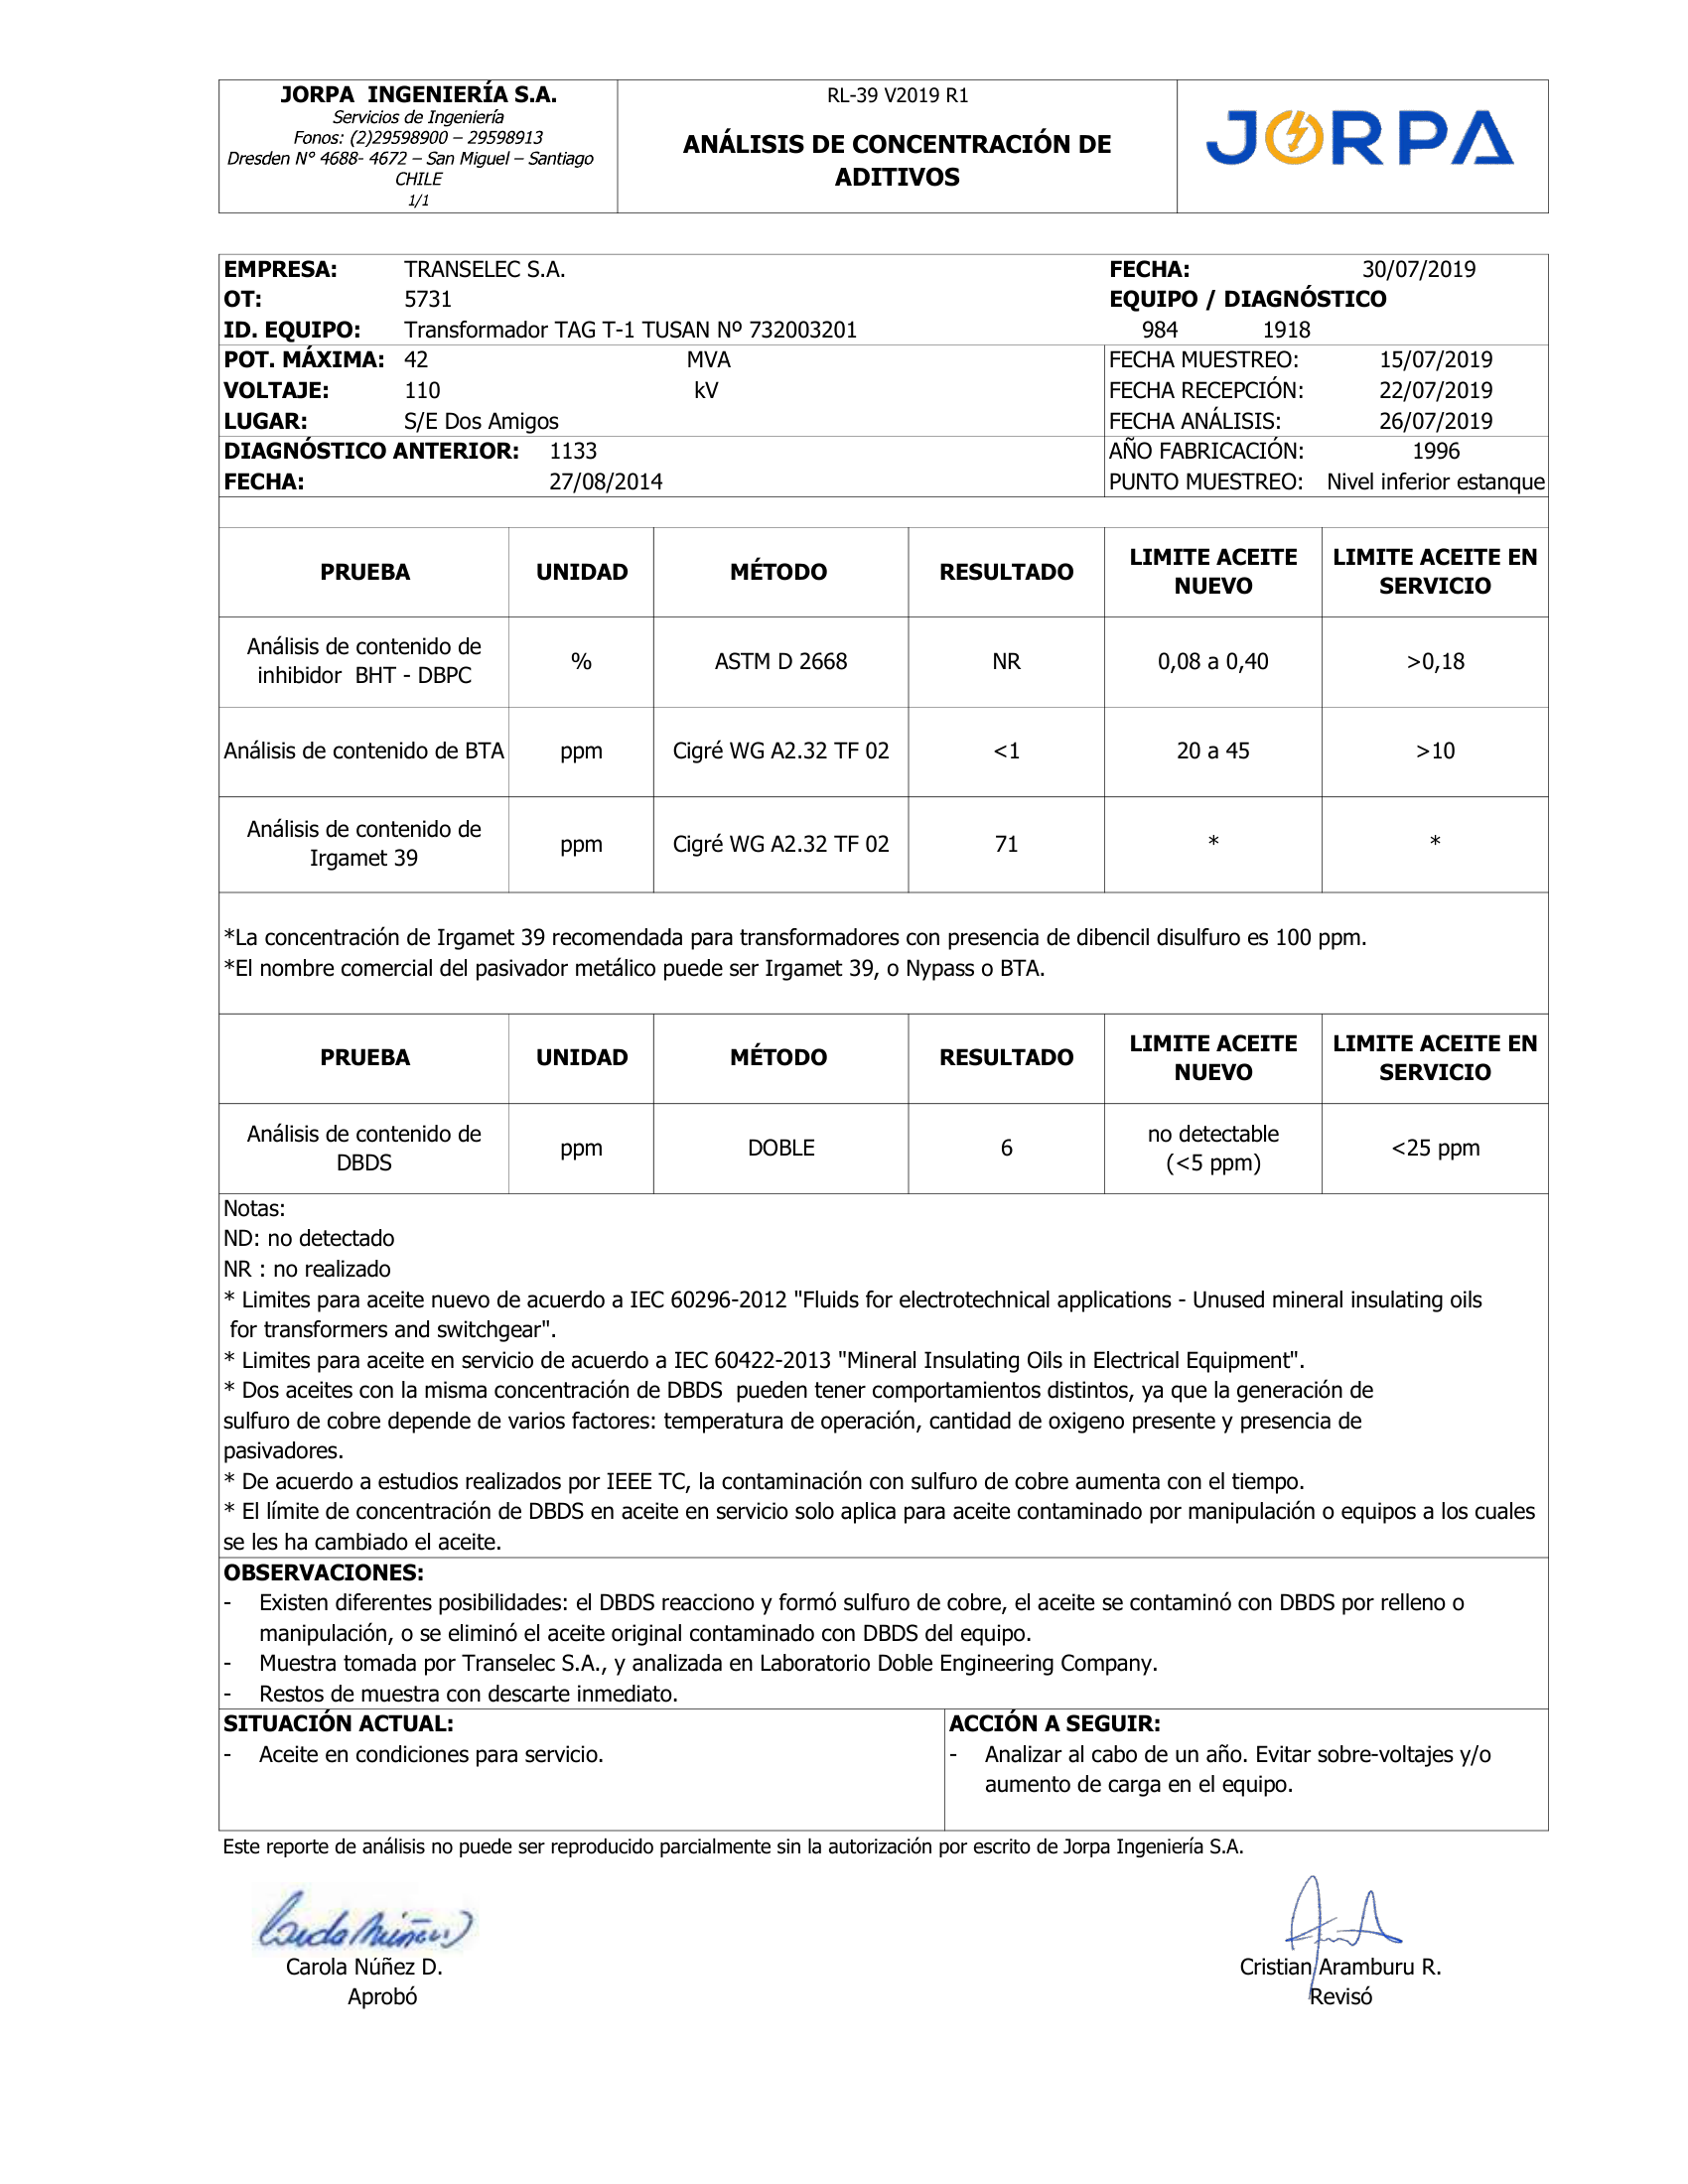 JORPA INGENIERÍA S.A.
Servicios de Ingeniería
Fonos: (2)29598900 – 29598913
Dresden N° 4688- 4672 – San Miguel – Santiago
CHILE
1/1
RL-39 V2019 R1
ANÁLISIS DE CONCENTRACIÓN DE
ADITIVOS
JORPA
EMPRESA: TRANSELEC S.A. FECHA: 30/07/2019
OT: 5731 EQUIPO / DIAGNÓSTICO
ID. EQUIPO: Transformador TAG T-1 TUSAN Nº 732003201 984 1918
POT. MÁXIMA: 42 MVA FECHA MUESTREO: 15/07/2019
VOLTAJE: 110 kV FECHA RECEPCIÓN: 22/07/2019
LUGAR: S/E Dos Amigos FECHA ANÁLISIS: 26/07/2019
DIAGNÓSTICO ANTERIOR: 1133 AÑO FABRICACIÓN: 1996
FECHA: 27/08/2014 PUNTO MUESTREO: Nivel inferior estanque
PRUEBA UNIDAD MÉTODO RESULTADO LIMITE ACEITE NUEVO LIMITE ACEITE EN SERVICIO
Análisis de contenido de inhibidor BHT - DBPC % ASTM D 2668 NR 0,08 a 0,40 >0,18
Análisis de contenido de BTA ppm Cigré WG A2.32 TF 02 <1 20 a 45 >10
Análisis de contenido de Irgamet 39 ppm Cigré WG A2.32 TF 02 71 * *
*La concentración de Irgamet 39 recomendada para transformadores con presencia de dibencil disulfuro es 100 ppm.
*El nombre comercial del pasivador metálico puede ser Irgamet 39, o Nypass o BTA.
PRUEBA UNIDAD MÉTODO RESULTADO LIMITE ACEITE NUEVO LIMITE ACEITE EN SERVICIO
Análisis de contenido de DBDS ppm DOBLE 6 no detectable (<5 ppm) <25 ppm
Notas:
ND: no detectado
NR : no realizado
* Limites para aceite nuevo de acuerdo a IEC 60296-2012 "Fluids for electrotechnical applications - Unused mineral insulating oils
for transformers and switchgear".
* Limites para aceite en servicio de acuerdo a IEC 60422-2013 "Mineral Insulating Oils in Electrical Equipment".
* Dos aceites con la misma concentración de DBDS pueden tener comportamientos distintos, ya que la generación de
sulfuro de cobre depende de varios factores: temperatura de operación, cantidad de oxigeno presente y presencia de
pasivadores.
* De acuerdo a estudios realizados por IEEE TC, la contaminación con sulfuro de cobre aumenta con el tiempo.
* El límite de concentración de DBDS en aceite en servicio solo aplica para aceite contaminado por manipulación o equipos a los cuales
se les ha cambiado el aceite.
OBSERVACIONES:
- Existen diferentes posibilidades: el DBDS reacciono y formó sulfuro de cobre, el aceite se contaminó con DBDS por relleno o
manipulación, o se eliminó el aceite original contaminado con DBDS del equipo.
- Muestra tomada por Transelec S.A., y analizada en Laboratorio Doble Engineering Company.
- Restos de muestra con descarte inmediato.
SITUACIÓN ACTUAL:
- Aceite en condiciones para servicio.
ACCIÓN A SEGUIR:
- Analizar al cabo de un año. Evitar sobre-voltajes y/o
aumento de carga en el equipo.
Este reporte de análisis no puede ser reproducido parcialmente sin la autorización por escrito de Jorpa Ingeniería S.A.
Carola Núñez D.
Aprobó
Cristian Aramburu R.
Revisó